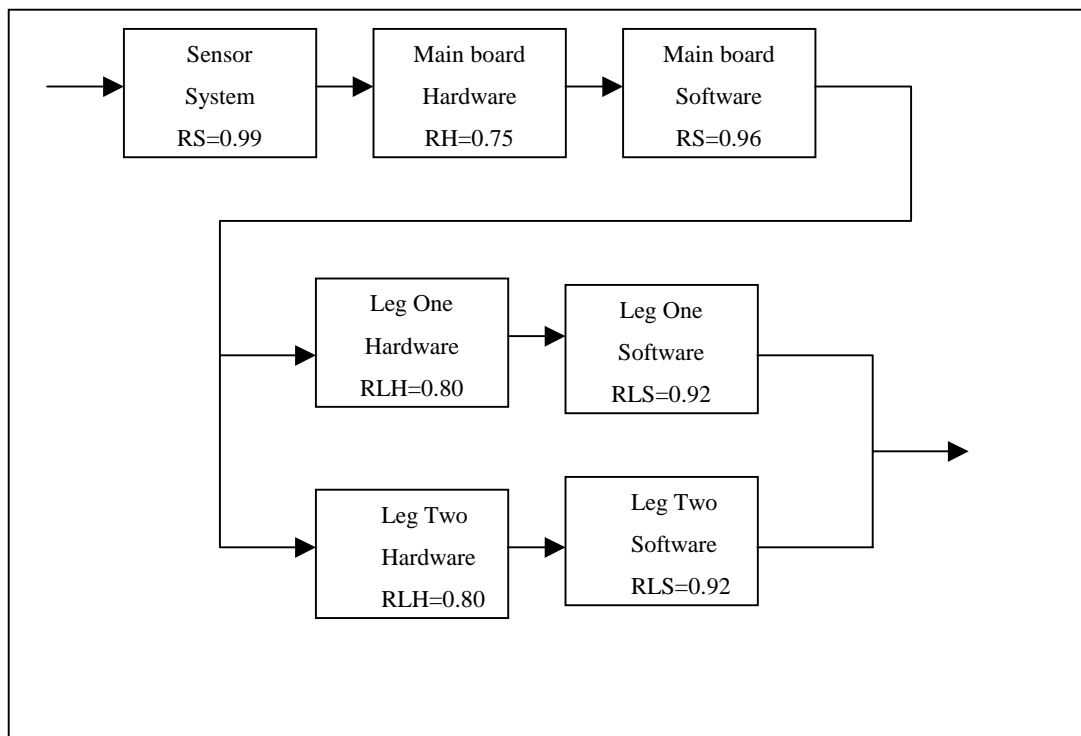 Sensor
System
RS=0.99
Main board
Hardware
RH=0.75
Main board
Software
RS=0.96
Leg One
Hardware
RLH=0.80
Leg One
Software
RLS=0.92
Leg Two
Hardware
RLH=0.80
Leg Two
Software
RLS=0.92